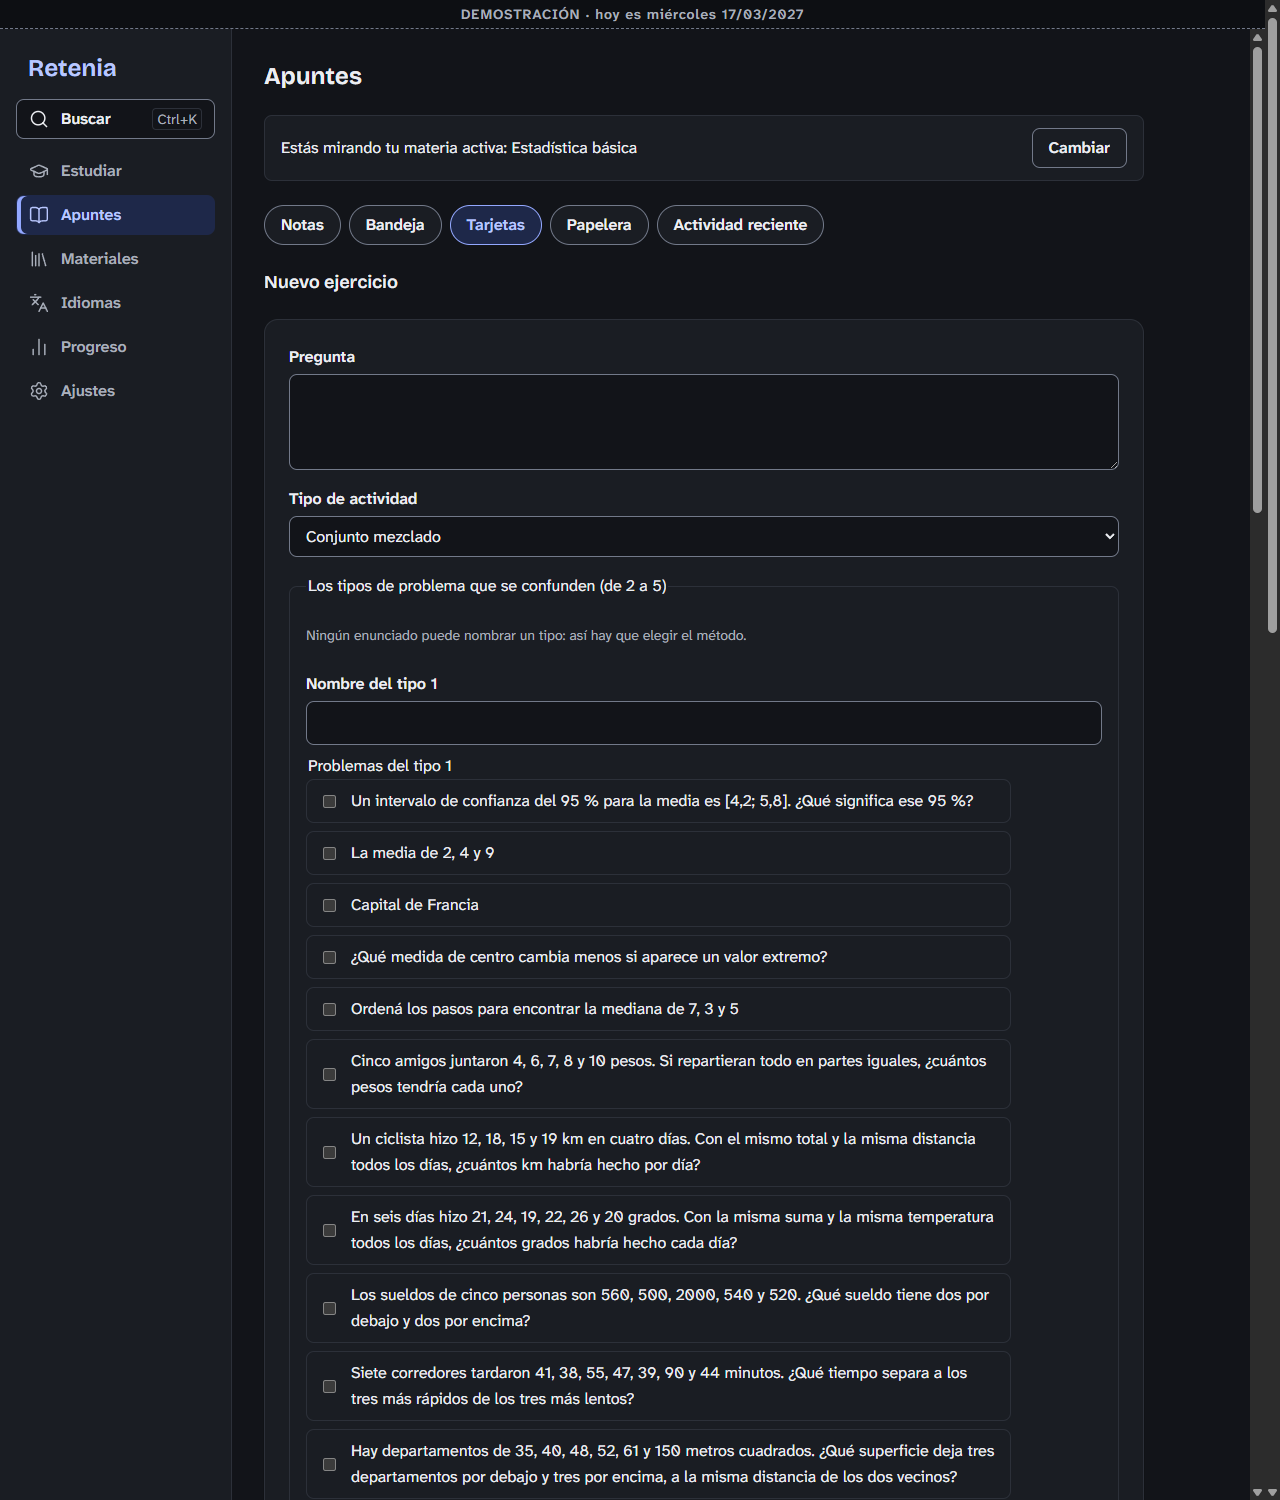 DEMOSTRACIÓN · hoy es miércoles 17/03/2027
Retenia
Buscar Ctrl+K
Estudiar
Apuntes
Materiales
Idiomas
Progreso
Ajustes
Apuntes
Estás mirando tu materia activa: Estadística básica
Cambiar
Notas Bandeja Tarjetas Papelera Actividad reciente
Nuevo ejercicio
Pregunta
Tipo de actividad
Conjunto mezclado
Los tipos de problema que se confunden (de 2 a 5)
Ningún enunciado puede nombrar un tipo: así hay que elegir el método.
Nombre del tipo 1
Problemas del tipo 1
Un intervalo de confianza del 95 % para la media es [4,2; 5,8]. ¿Qué significa ese 95 %?
La media de 2, 4 y 9
Capital de Francia
¿Qué medida de centro cambia menos si aparece un valor extremo?
Ordená los pasos para encontrar la mediana de 7, 3 y 5
Cinco amigos juntaron 4, 6, 7, 8 y 10 pesos. Si repartieran todo en partes iguales, ¿cuántos
pesos tendría cada uno?
Un ciclista hizo 12, 18, 15 y 19 km en cuatro días. Con el mismo total y la misma distancia
todos los días, ¿cuántos km habría hecho por día?
En seis días hizo 21, 24, 19, 22, 26 y 20 grados. Con la misma suma y la misma temperatura
todos los días, ¿cuántos grados habría hecho cada día?
Los sueldos de cinco personas son 560, 500, 2000, 540 y 520. ¿Qué sueldo tiene dos por
debajo y dos por encima?
Siete corredores tardaron 41, 38, 55, 47, 39, 90 y 44 minutos. ¿Qué tiempo separa a los
tres más rápidos de los tres más lentos?
Hay departamentos de 35, 40, 48, 52, 61 y 150 metros cuadrados. ¿Qué superficie deja tres
departamentos por debajo y tres por encima, a la misma distancia de los dos vecinos?